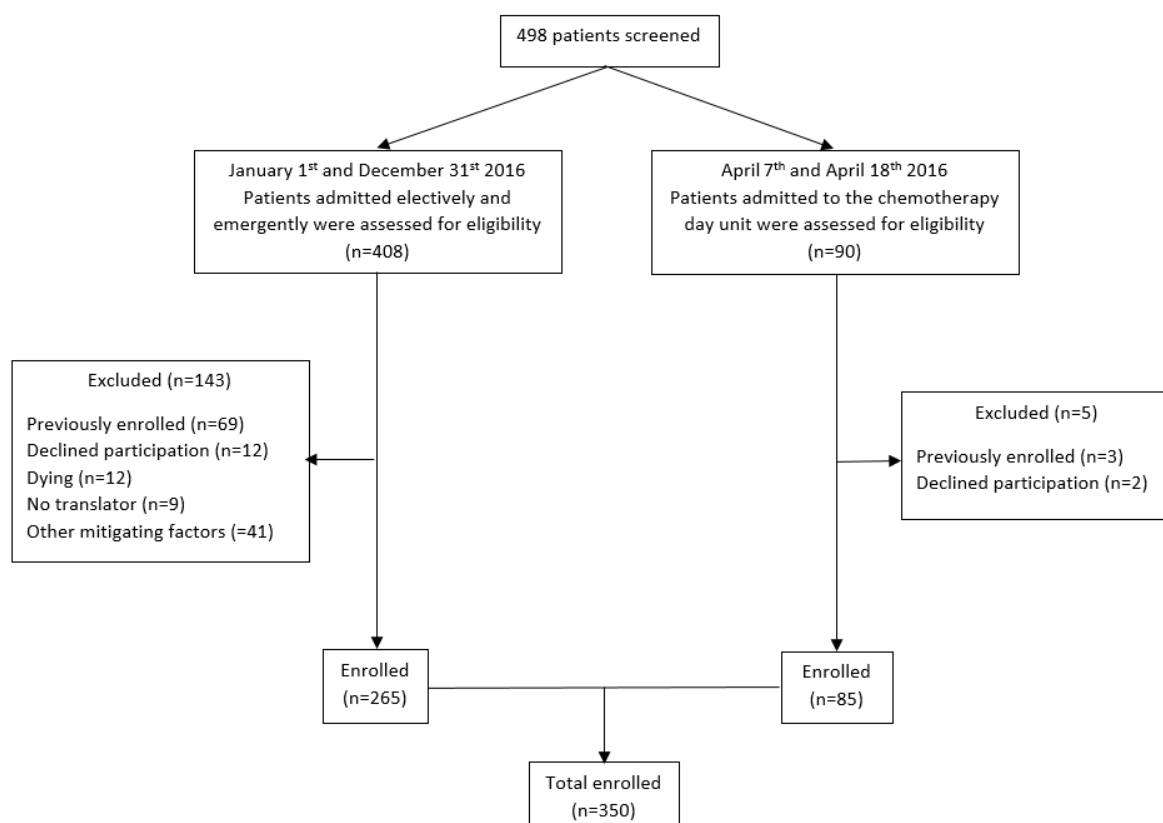 498 patients screened
January 1st and December 31st 2016
Patients admitted electively and
emergently were assessed for eligibility
(n=408)
April 7th and April 18th 2016
Patients admitted to the chemotherapy
day unit were assessed for eligibility
(n=90)
Excluded (n=143)
Previously enrolled (n=69)
Declined participation (n=12)
Dying (n=12)
No translator (n=9)
Other mitigating factors (=41)
Excluded (n=5)
Previously enrolled (n=3)
Declined participation (n=2)
Enrolled
(n=265)
Enrolled
(n=85)
Total enrolled
(n=350)